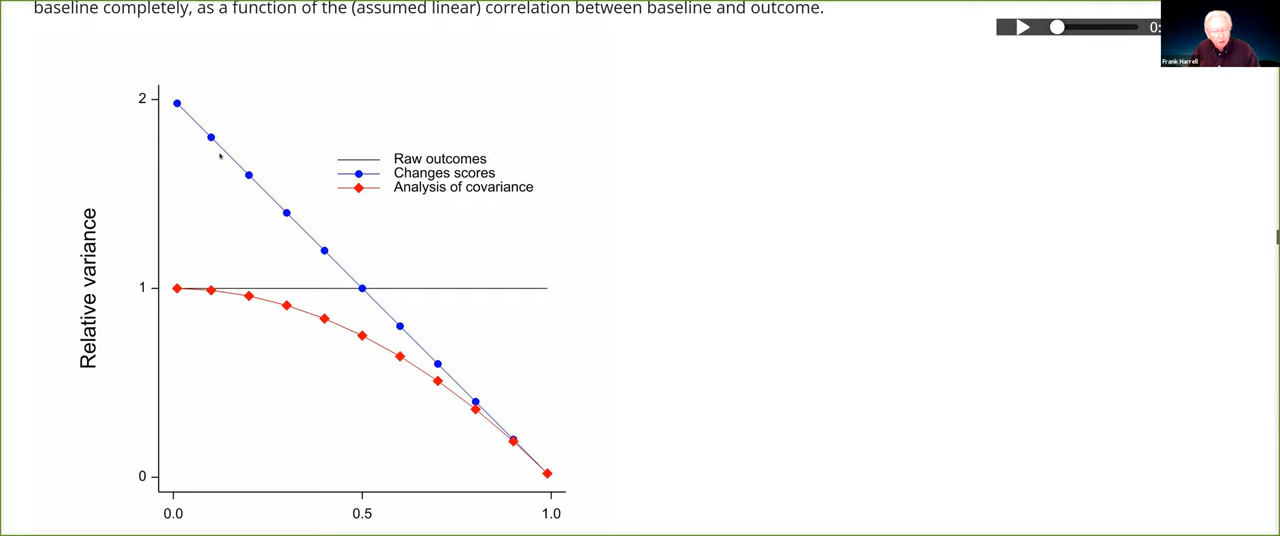 baseline completely, as a function of the (assumed linear) correlation between baseline and outcome.
0:
Frank Harrell
2
Raw outcomes
Changes scores
Analysis of covariance
Relative variance
1
0
0.0 0.5 1.0